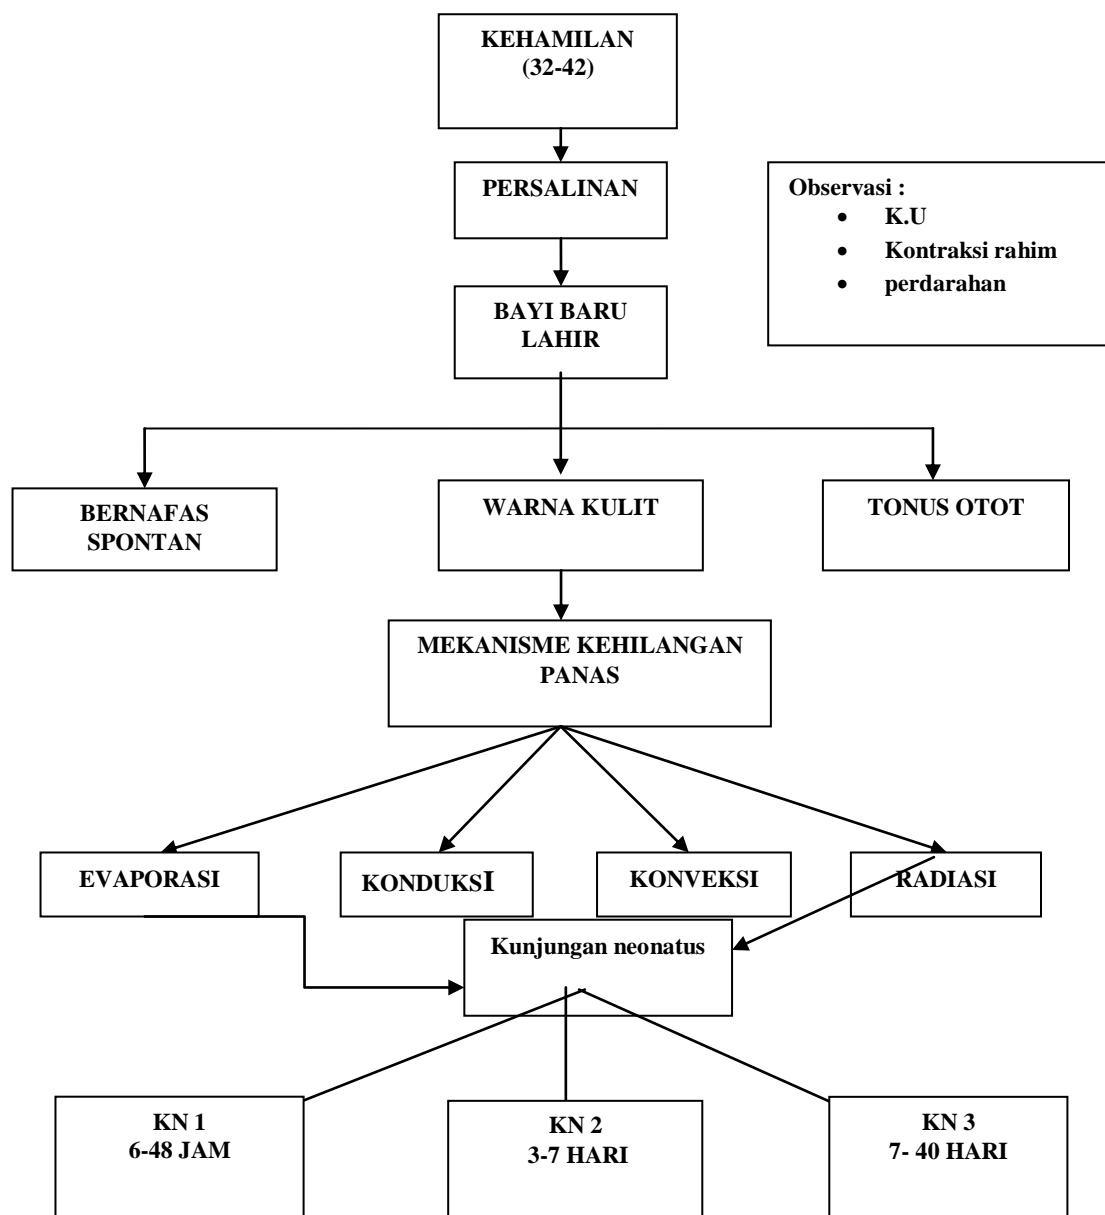 KEHAMILAN
(32-42)
PERSALINAN
Observasi :
• K.U
• Kontraksi rahim
• perdarahan
BAYI BARU
LAHIR
BERNAFAS
SPONTAN
WARNA KULIT
TONUS OTOT
MEKANISME KEHILANGAN
PANAS
EVAPORASI
KONDUKSI
KONVEKSI
RADIASI
Kunjungan neonatus
KN 1
6-48 JAM
KN 2
3-7 HARI
KN 3
7- 40 HARI